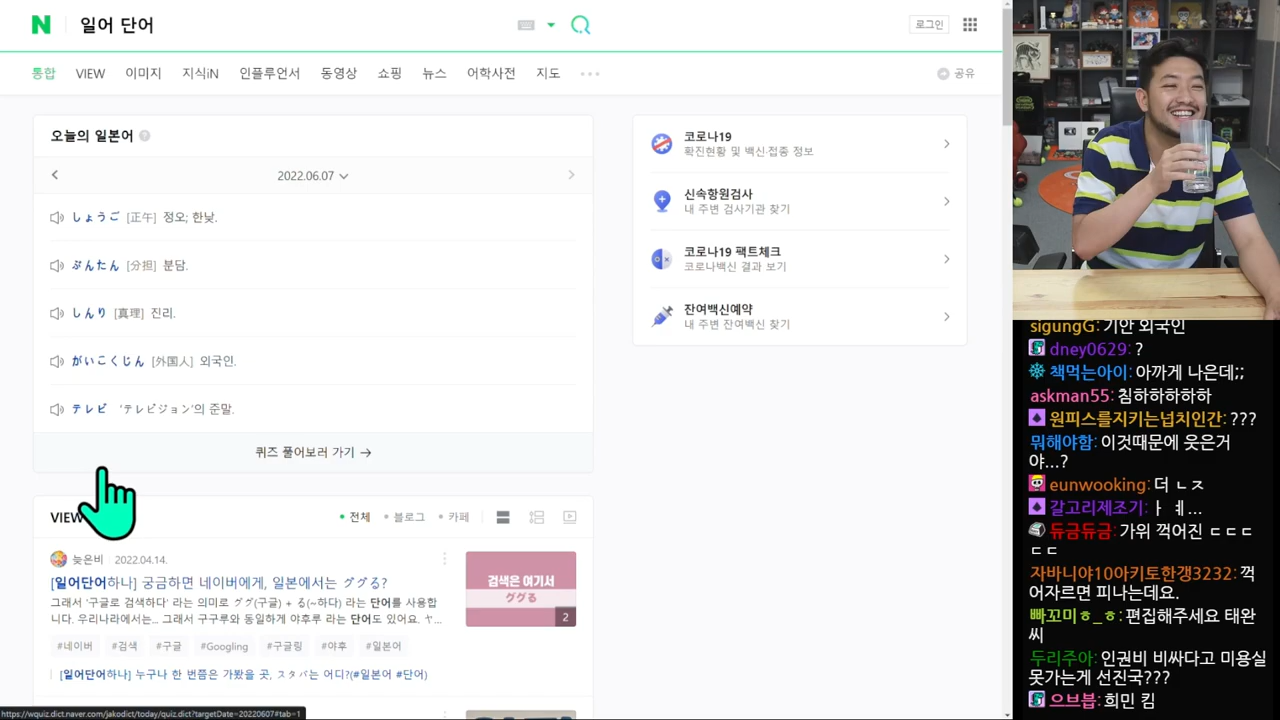 N 일어 단어
로그인
통합 VIEW 이미지 지식iN 인플루언서 동영상 쇼핑 뉴스 어학사전 지도
공유
오늘의 일본어 ?
2022.06.07
しょうご [正午] 정오; 한낮.
ぶんたん [分担] 분담.
しんり [真理] 진리.
がいこくじん [外国人] 외국인.
テレビ 'テレビジョン'의 준말.
퀴즈 풀어보러 가기 →
코로나19
확진현황 및 백신·접종 정보
신속항원검사
내 주변 검사기관 찾기
코로나19 팩트체크
코로나백신 결과 보기
잔여백신예약
내 주변 잔여백신 찾기
VIEW
전체 블로그 카페
늦은비 2022.04.14.
[일어단어하나] 궁금하면 네이버에게, 일본에서는 ググる?
그래서 '구글로 검색하다' 라는 의미로 ググ(구글) + る(~하다) 라는 단어를 사용합
니다. 우리나라에서는... 그래서 구구루와 동일하게 야후루 라는 단어도 있어요. ヤ...
#네이버 #검색 #구글 #Googling #구글링 #야후 #일본어
[일어단어하나] 누구나 한 번쯤은 가봤을 곳, スタバ는 어디?(#일본어 #단어)
검색은 여기서
ググる
2
https://wquiz.dict.naver.com/jakodict/today/quiz.dict?targetDate=20220607#tab=1
sigungG: 기안 외국인
dney0629: ?
책먹는아이: 아까게 나은데;;
askman55: 침하하하하하
원피스를지키는넙치인간: ???
뭐해야함: 이것때문에 웃은거
야...?
eunwooking: 더 ㄴㅈ
갈고리제조기: ㅏ ㅖ...
듀금듀금: 가위 꺽어진 ㄷㄷㄷ
ㄷㄷ
자바니야10아키토한갱3232: 꺽
어자르면 피나는데요.
빠꼬미ㅎ_ㅎ: 편집해주세요 태완
씨
두리주아: 인권비 비싸다고 미용실
못가는게 선진국???
으브븝: 희민 킴